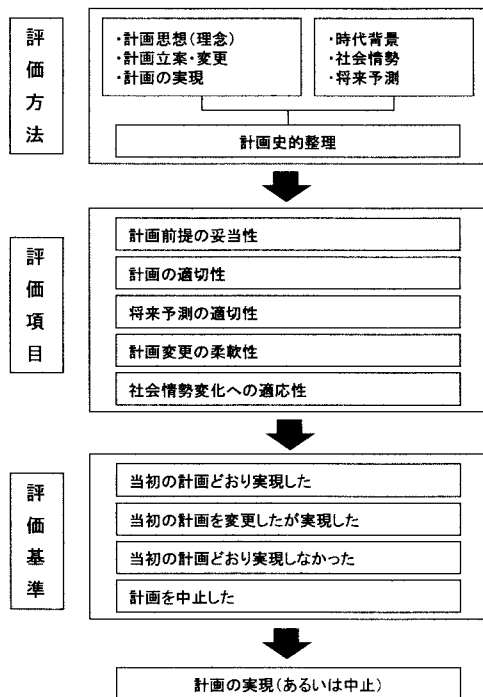 評価方法
・計画思想(理念)
・計画立案・変更
・計画の実現
・時代背景
・社会情勢
・将来予測
計画史的整理
評価項目
計画前提の妥当性
計画の適切性
将来予測の適切性
計画変更の柔軟性
社会情勢変化への適応性
評価基準
当初の計画どおり実現した
当初の計画を変更したが実現した
当初の計画どおり実現しなかった
計画を中止した
計画の実現(あるいは中止)